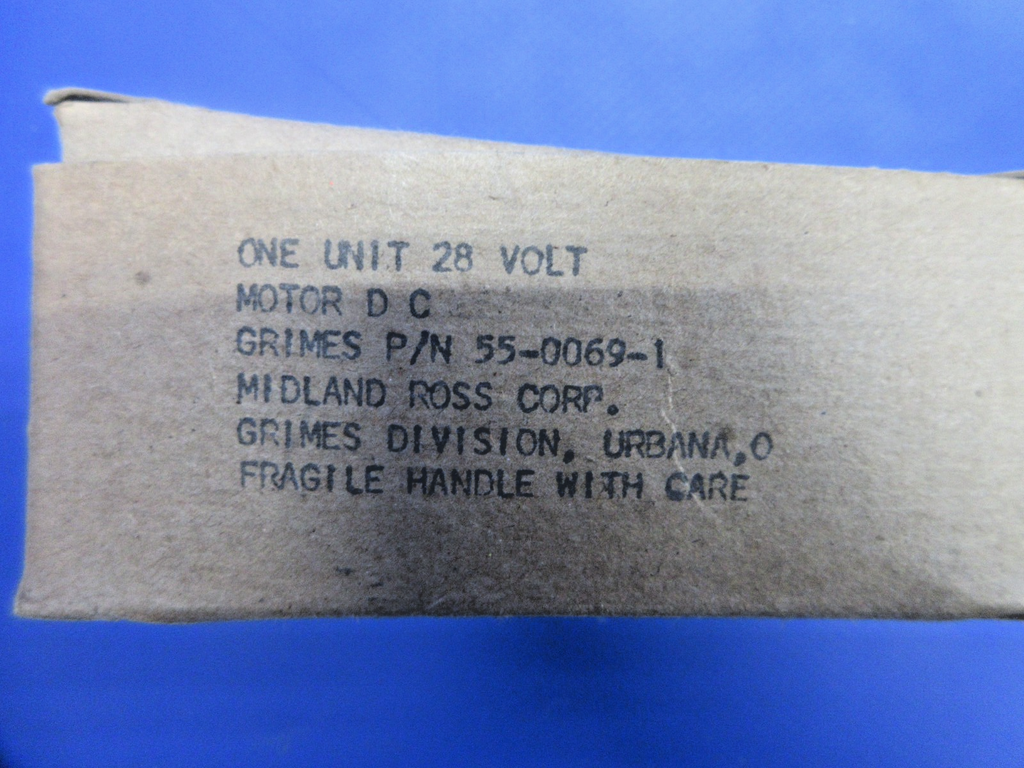 ONE UNIT 28 VOLT
MOTOR D C
GRIMES P/N 55-0069-1
MIDLAND ROSS CORP.
GRIMES DIVISION, URBANA,O
FRAGILE HANDLE WITH CARE